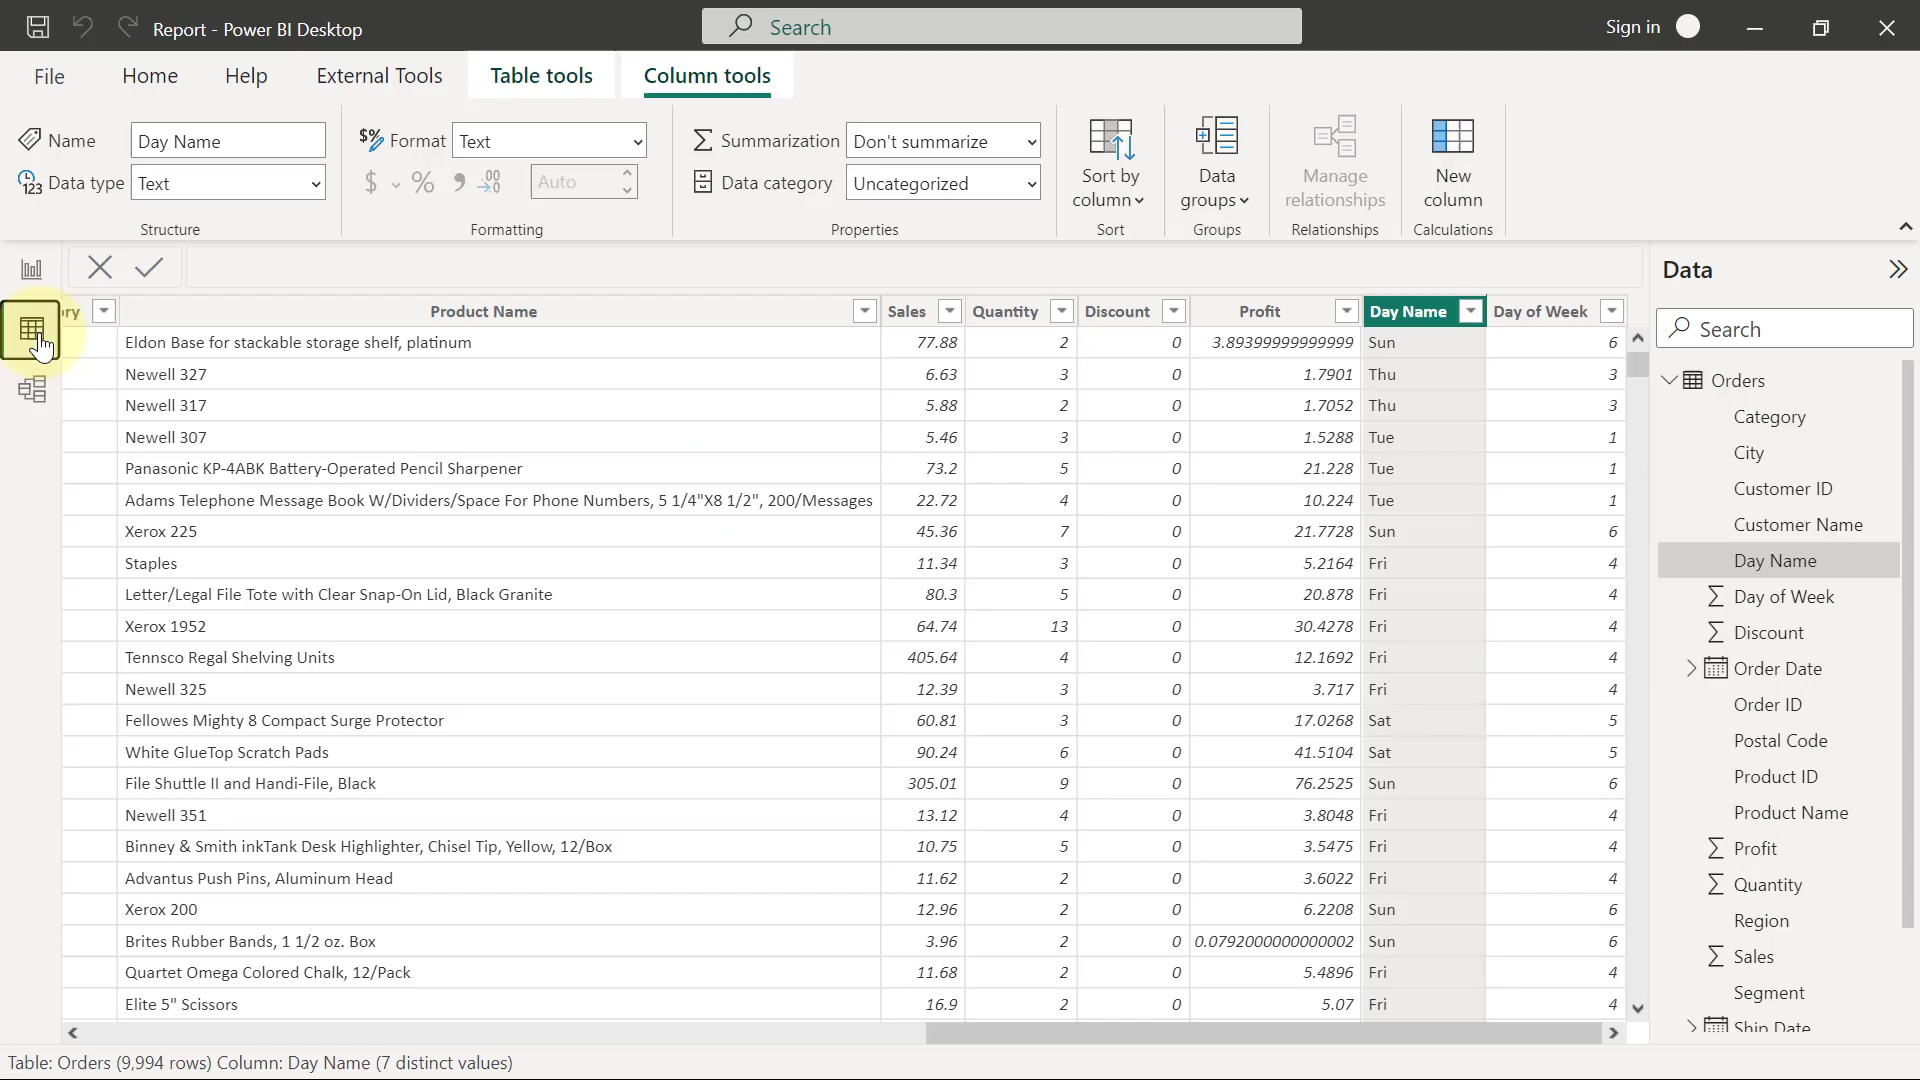 Report - Power BI Desktop
Search
Sign in
File Home Help External Tools Table tools Column tools
Name Day Name $% Format Text Summarization Don't summarize
123 Data type Text $ % 9 .00 Auto Data category Uncategorized
Sort by column Data groups Manage relationships New column
Structure Formatting Properties Sort Groups Relationships Calculations
ory Product Name Sales Quantity Discount Profit Day Name Day of Week
Eldon Base for stackable storage shelf, platinum 77.88 2 0 3.89399999999999 Sun 6
Newell 327 6.63 3 0 1.7901 Thu 3
Newell 317 5.88 2 0 1.7052 Thu 3
Newell 307 5.46 3 0 1.5288 Tue 1
Panasonic KP-4ABK Battery-Operated Pencil Sharpener 73.2 5 0 21.228 Tue 1
Adams Telephone Message Book W/Dividers/Space For Phone Numbers, 5 1/4"X8 1/2", 200/Messages 22.72 4 0 10.224 Tue 1
Xerox 225 45.36 7 0 21.7728 Sun 6
Staples 11.34 3 0 5.2164 Fri 4
Letter/Legal File Tote with Clear Snap-On Lid, Black Granite 80.3 5 0 20.878 Fri 4
Xerox 1952 64.74 13 0 30.4278 Fri 4
Tennsco Regal Shelving Units 405.64 4 0 12.1692 Fri 4
Newell 325 12.39 3 0 3.717 Fri 4
Fellowes Mighty 8 Compact Surge Protector 60.81 3 0 17.0268 Sat 5
White GlueTop Scratch Pads 90.24 6 0 41.5104 Sat 5
File Shuttle II and Handi-File, Black 305.01 9 0 76.2525 Sun 6
Newell 351 13.12 4 0 3.8048 Fri 4
Binney & Smith inkTank Desk Highlighter, Chisel Tip, Yellow, 12/Box 10.75 5 0 3.5475 Fri 4
Advantus Push Pins, Aluminum Head 11.62 2 0 3.6022 Fri 4
Xerox 200 12.96 2 0 6.2208 Sun 6
Brites Rubber Bands, 1 1/2 oz. Box 3.96 2 0 0.0792000000000002 Sun 6
Quartet Omega Colored Chalk, 12/Pack 11.68 2 0 5.4896 Fri 4
Elite 5" Scissors 16.9 2 0 5.07 Fri 4
Data
Search
Orders
Category
City
Customer ID
Customer Name
Day Name
Day of Week
Discount
Order Date
Order ID
Postal Code
Product ID
Product Name
Profit
Quantity
Region
Sales
Segment
Ship Date
Table: Orders (9,994 rows) Column: Day Name (7 distinct values)